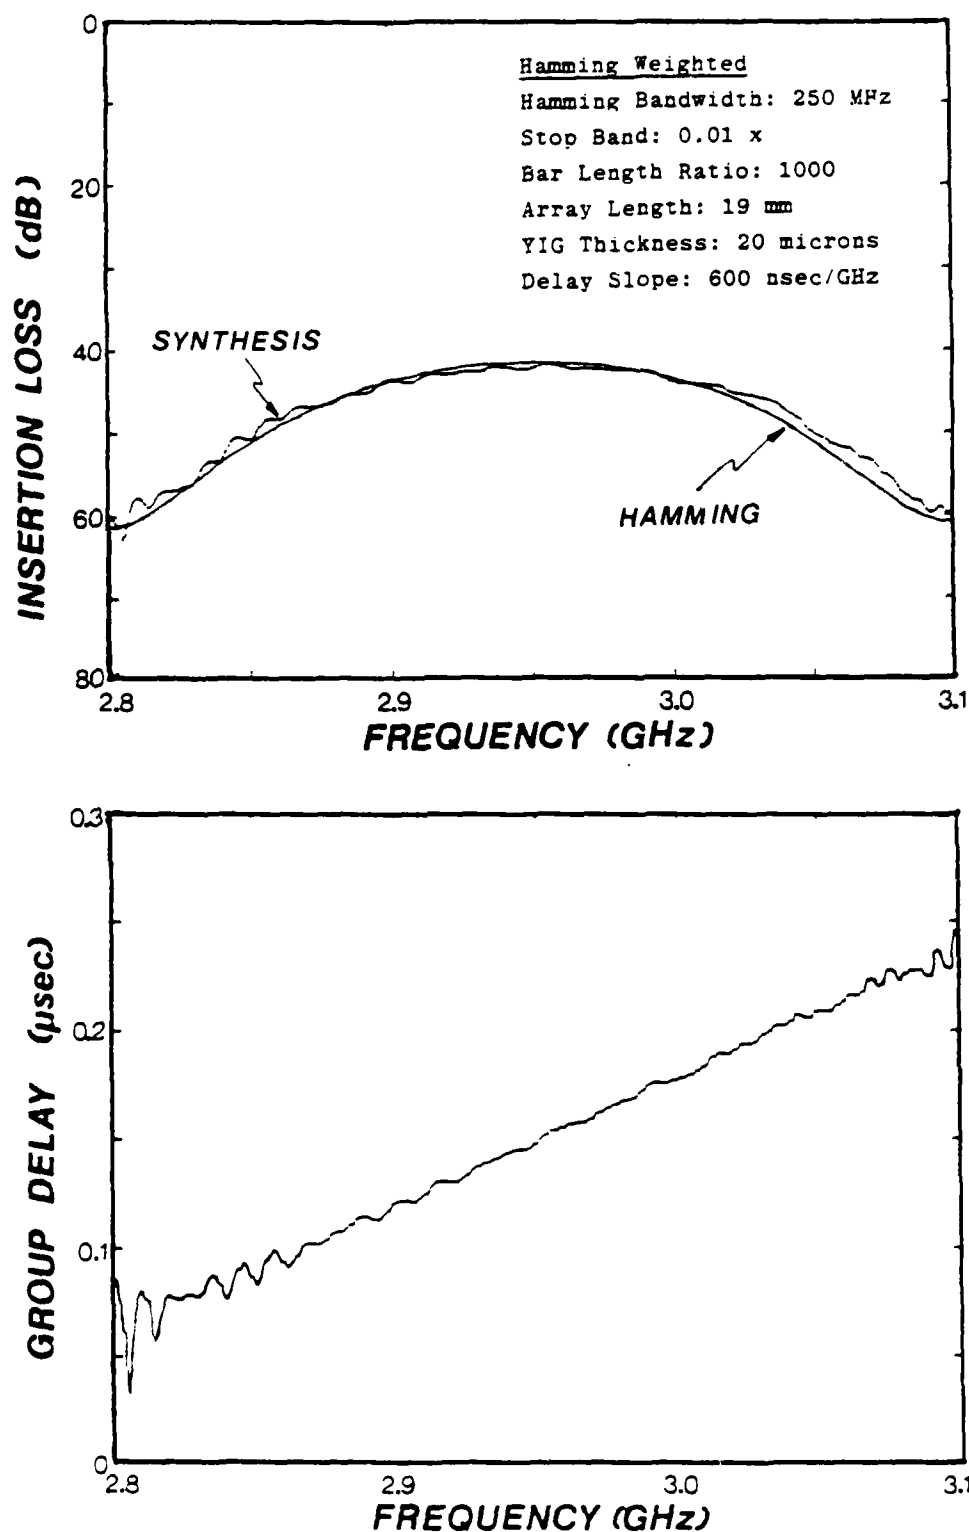 0
20
40
60
80
INSERTION LOSS (dB)
Hamming Weighted
Hamming Bandwidth: 250 MHz
Stop Band: 0.01 x
Bar Length Ratio: 1000
Array Length: 19 mm
YIG Thickness: 20 microns
Delay Slope: 600 nsec/GHz
SYNTHESIS
HAMMING
2.8 2.9 3.0 3.1
FREQUENCY (GHz)
0.3
0.2
0.1
0
GROUP DELAY (μsec)
2.8 2.9 3.0 3.1
FREQUENCY (GHz)